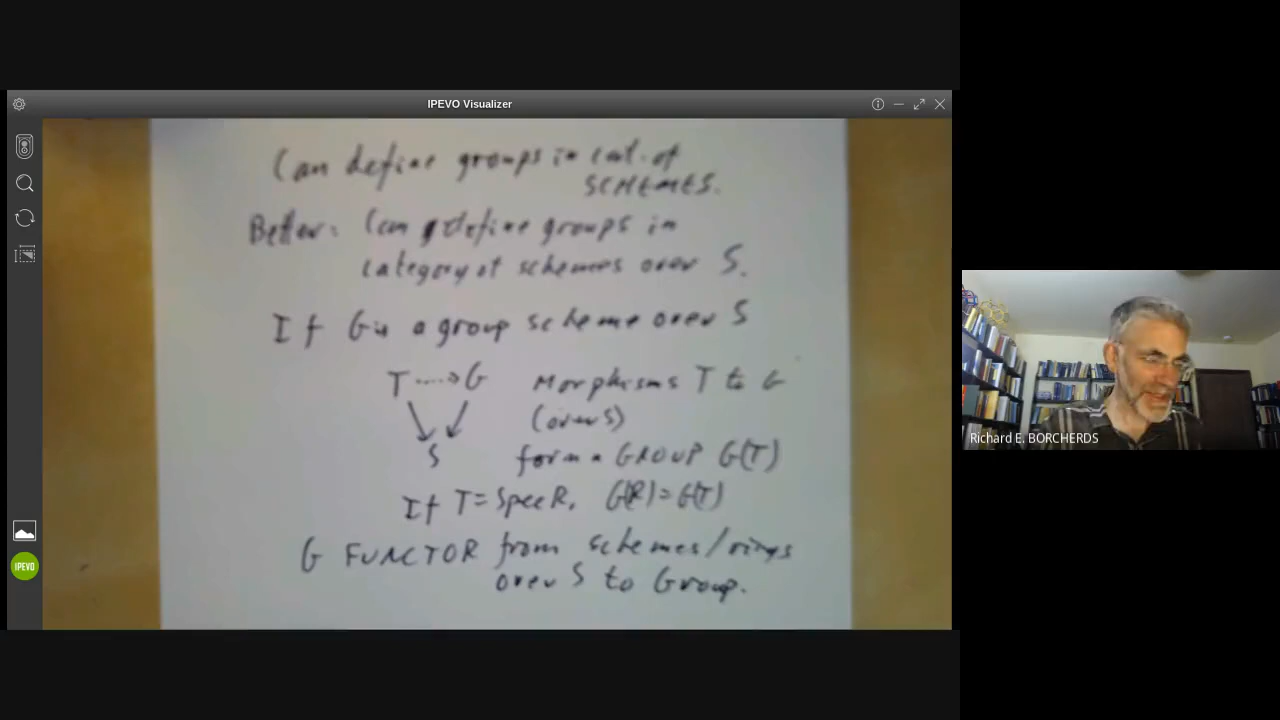 IPEVO Visualizer
Can define groups in cat. of
SCHEMES.
Better: Can define groups in
category of schemes over S.
If G is a group scheme over S
T ····> G Morphisms T to G
(over S)
S form a GROUP G(T)
If T = Spec R, G(R) = G(T)
G FUNCTOR from schemes/rings
over S to Group.
IPEVO
Richard E. BORCHERDS